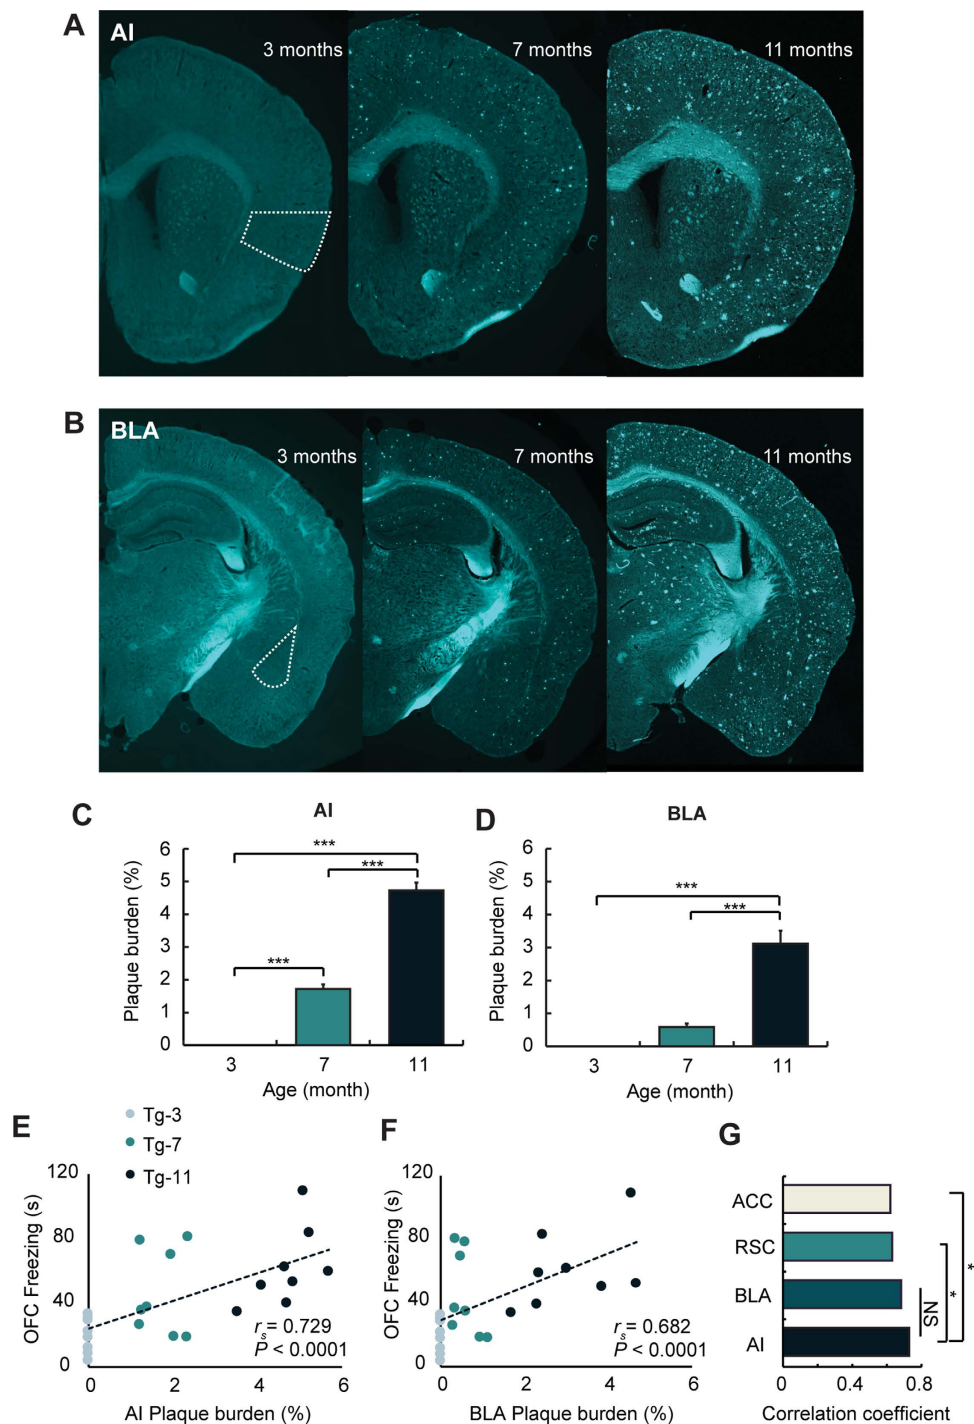 A
AI
3 months
7 months
11 months
B
BLA
3 months
7 months
11 months
C
AI
Plaque burden (%)
6
5
4
3
2
1
0
***
***
***
3
7
11
Age (month)
D
BLA
Plaque burden (%)
6
5
4
3
2
1
0
***
***
3
7
11
Age (month)
E
Tg-3
Tg-7
Tg-11
OFC Freezing (s)
120
80
40
0
rs = 0.729
P < 0.0001
0
2
4
6
AI Plaque burden (%)
F
OFC Freezing (s)
120
80
40
0
rs = 0.682
P < 0.0001
0
2
4
6
BLA Plaque burden (%)
G
ACC
RSC
BLA
AI
NS
*
*
0
0.4
0.8
Correlation coefficient